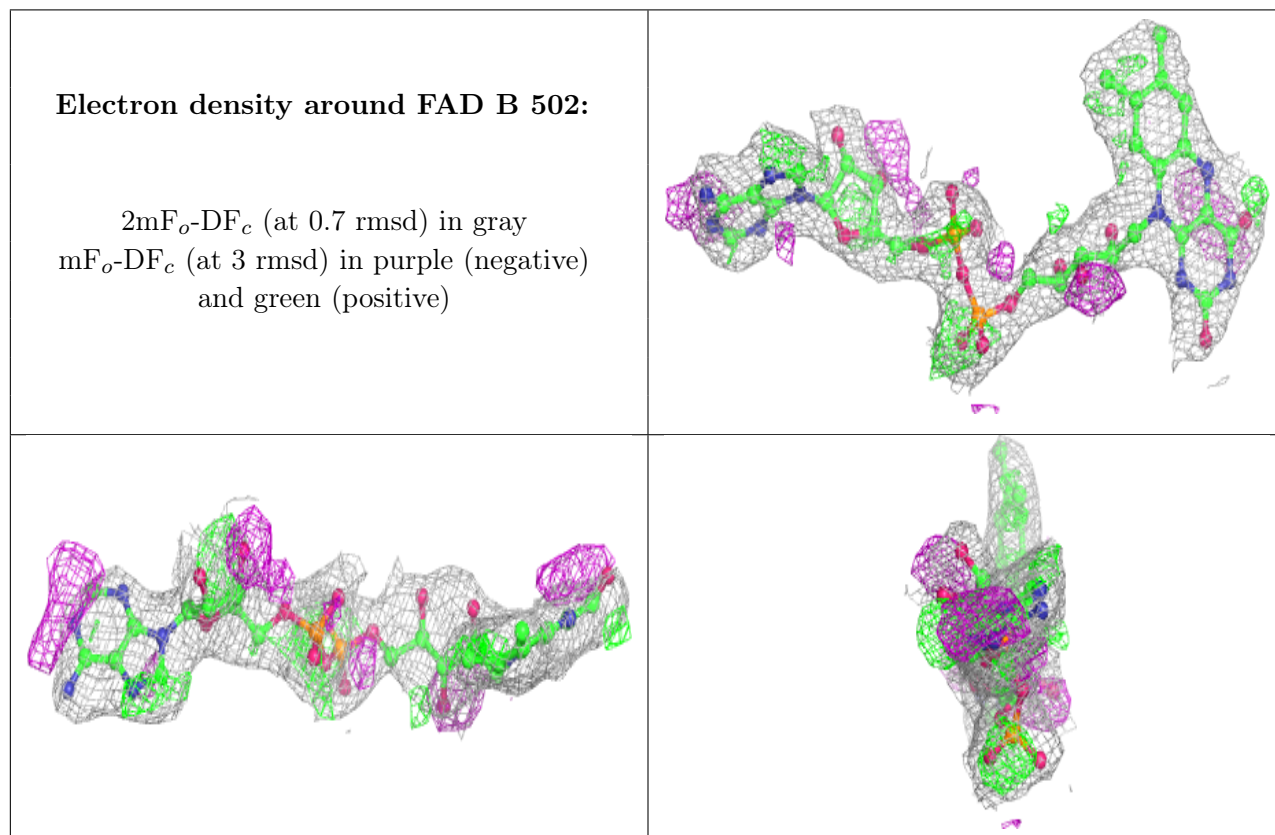 Electron density around FAD B 502:
2mFo-DFc (at 0.7 rmsd) in gray
mFo-DFc (at 3 rmsd) in purple (negative)
and green (positive)